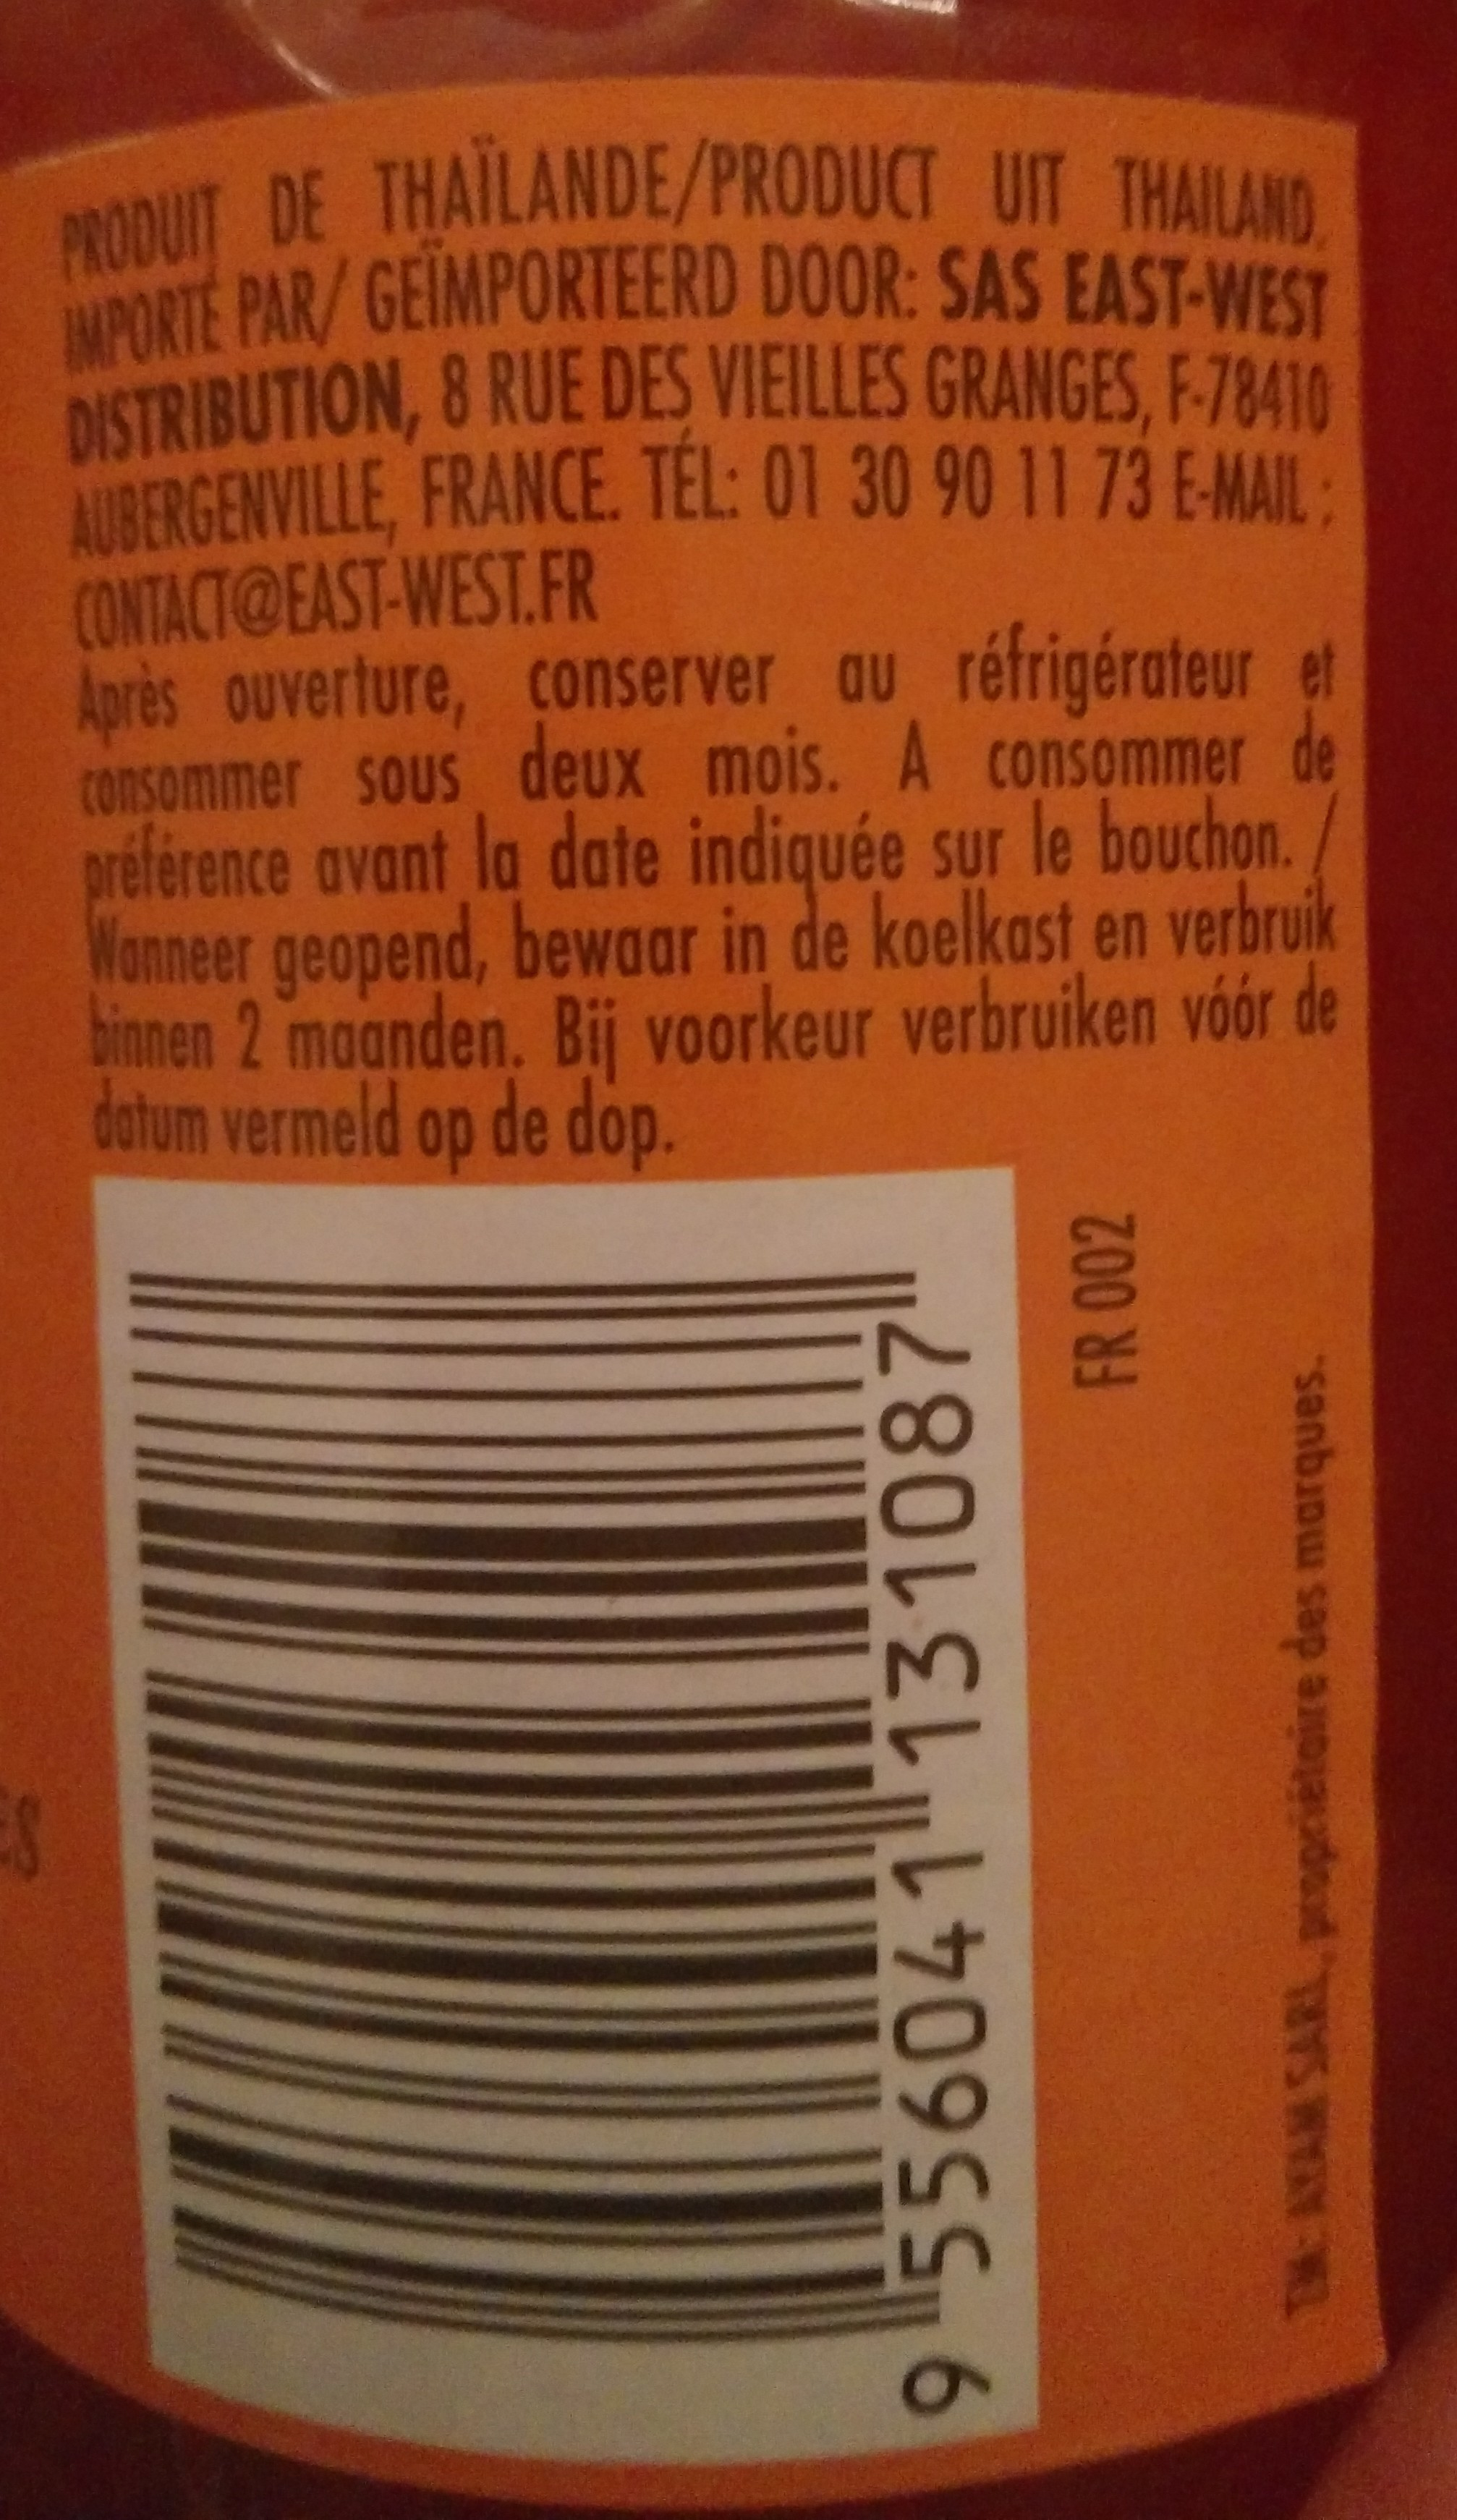 PRODUIT DE THAÏLANDE/PRODUCT UIT THAILAND.
IMPORTÉ PAR/ GEÏMPORTEERD DOOR: SAS EAST-WEST
DISTRIBUTION, 8 RUE DES VIEILLES GRANGES, F-78410
AUBERGENVILLE, FRANCE. TÉL: 01 30 90 11 73 E-MAIL :
CONTACT@EAST-WEST.FR
Après ouverture, conserver au réfrigérateur et
consommer sous deux mois. A consommer de
préférence avant la date indiquée sur le bouchon. /
Wanneer geopend, bewaar in de koelkast en verbruik
binnen 2 maanden. Bij voorkeur verbruiken vóór de
datum vermeld op de dop.
9 556041 131087
FR 002
TM: AYAM SARL, propriétaire des marques.